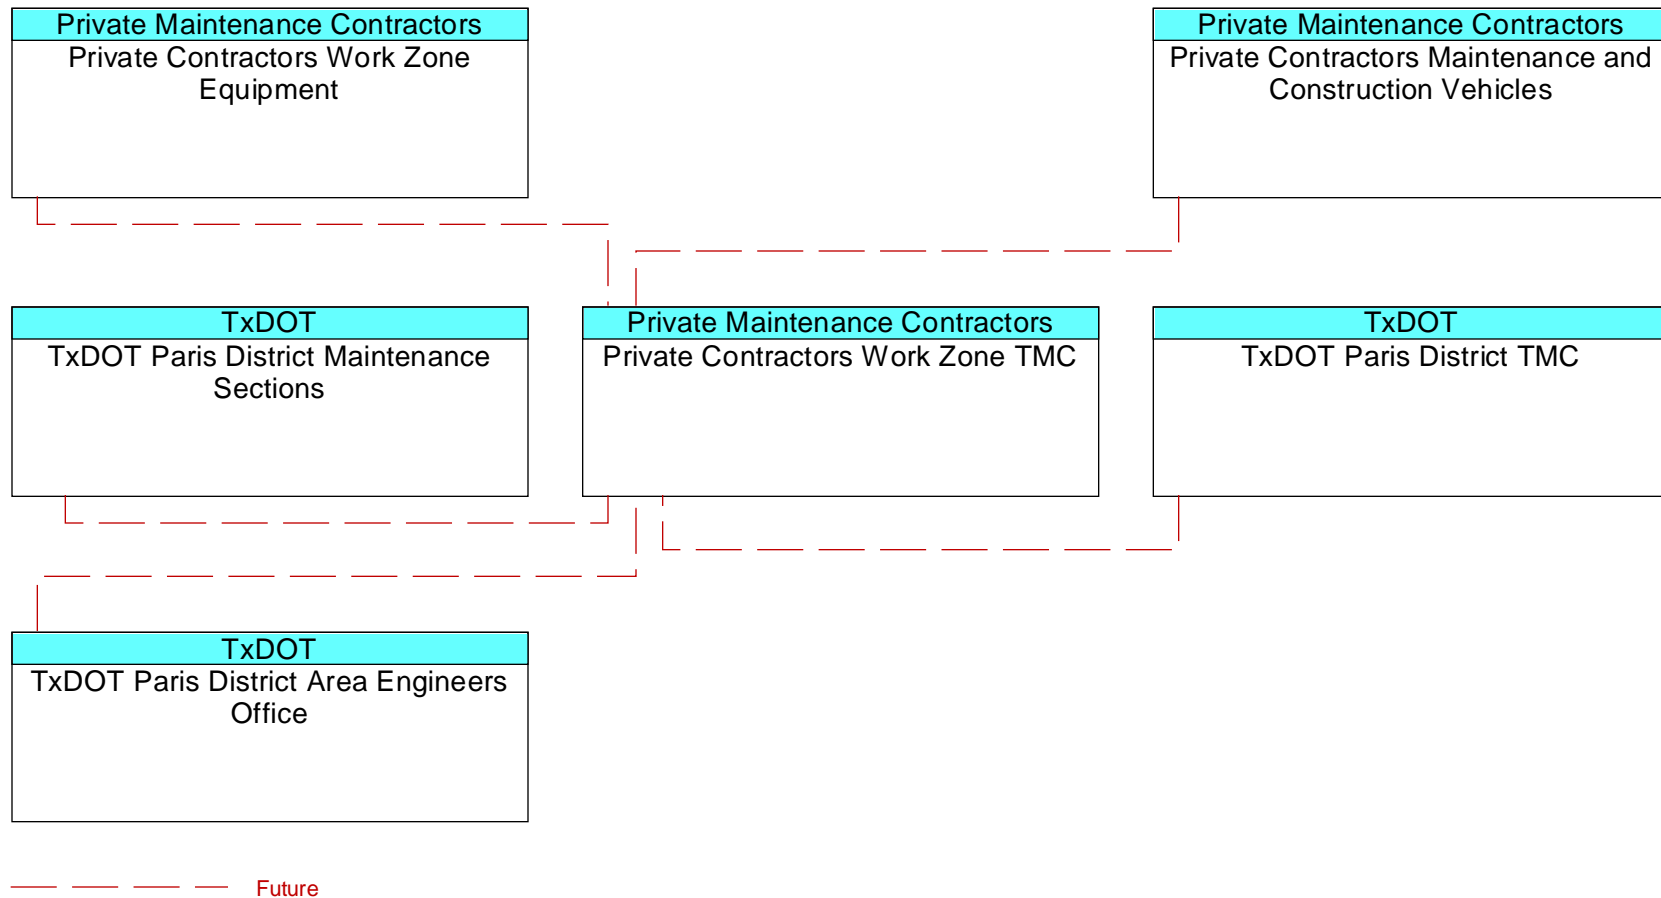 Private Maintenance Contractors
Private Contractors Work Zone
Equipment
Private Maintenance Contractors
Private Contractors Maintenance and
Construction Vehicles
TxDOT
TxDOT Paris District Maintenance
Sections
Private Maintenance Contractors
Private Contractors Work Zone TMC
TxDOT
TxDOT Paris District TMC
TxDOT
TxDOT Paris District Area Engineers
Office
Future